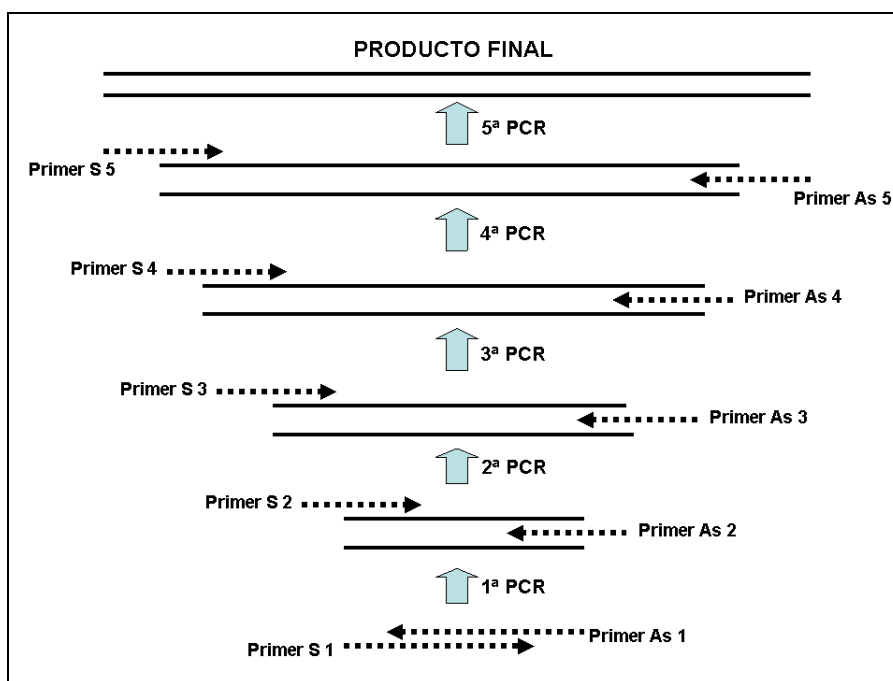 PRODUCTO FINAL
5ª PCR
Primer S 5
Primer As 5
4ª PCR
Primer S 4
Primer As 4
3ª PCR
Primer S 3
Primer As 3
2ª PCR
Primer S 2
Primer As 2
1ª PCR
Primer As 1
Primer S 1